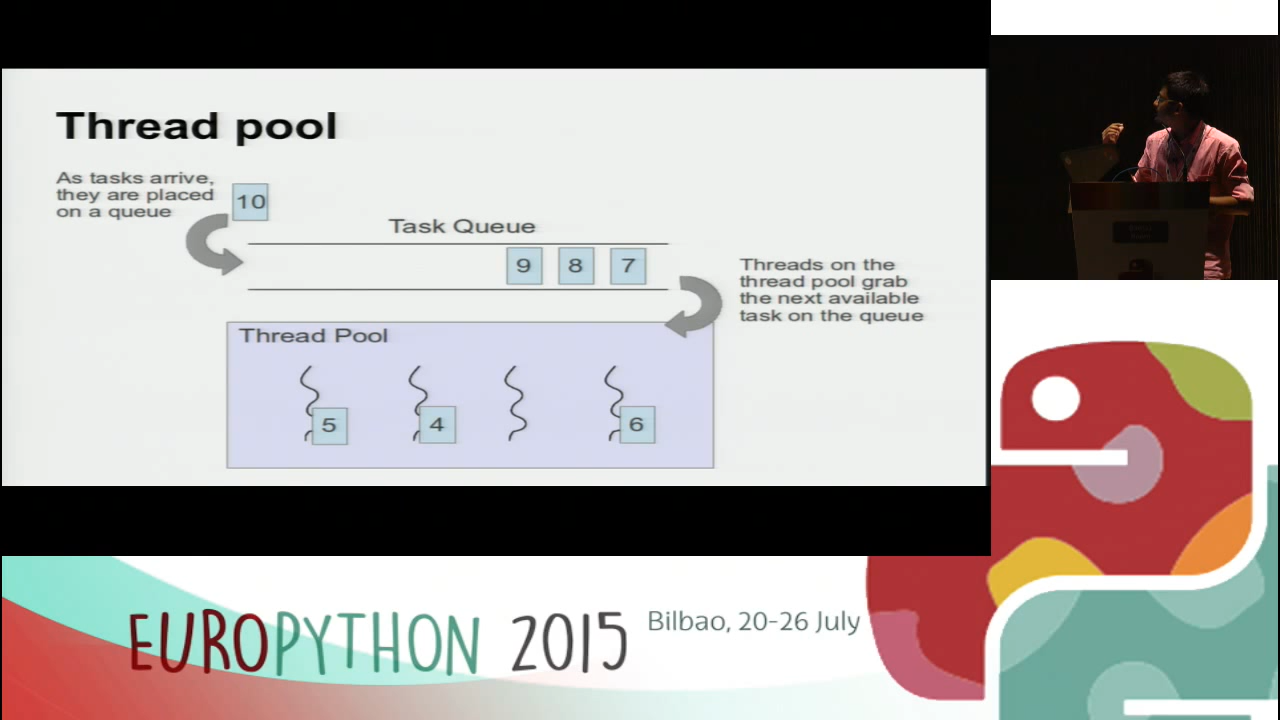 Thread pool
As tasks arrive,
they are placed
on a queue
10
Task Queue
9 8 7
Threads on the
thread pool grab
the next available
task on the queue
Thread Pool
5 4 6
EUROPYTHON 2015
Bilbao, 20-26 July